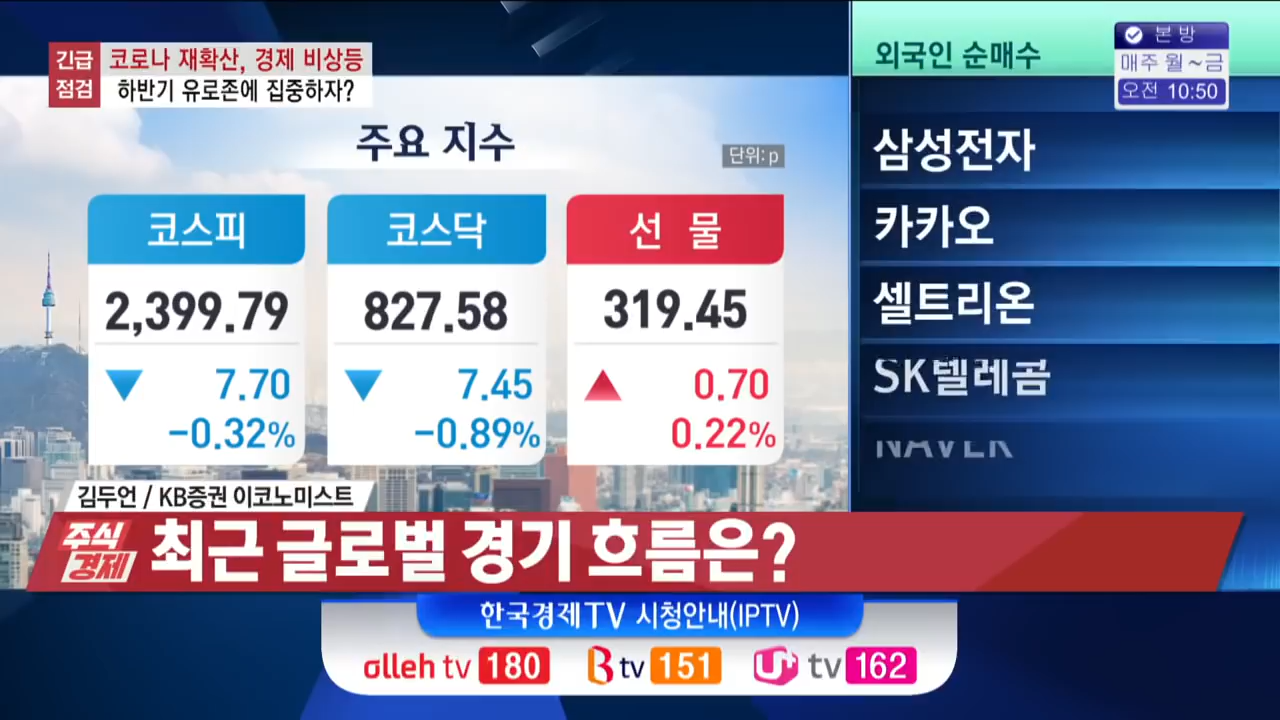 긴급
점검
코로나 재확산, 경제 비상등
하반기 유로존에 집중하자?
주요 지수
단위:p
코스피
2,399.79
▼ 7.70
-0.32%
코스닥
827.58
▼ 7.45
-0.89%
선 물
319.45
▲ 0.70
0.22%
외국인 순매수
본 방
매주 월~금
오전 10:50
삼성전자
카카오
셀트리온
SK텔레콤
NAVER
김두언 / KB증권 이코노미스트
주식
경제
최근 글로벌 경기 흐름은?
한국경제TV 시청안내(IPTV)
olleh tv 180
B tv 151
U+ tv 162